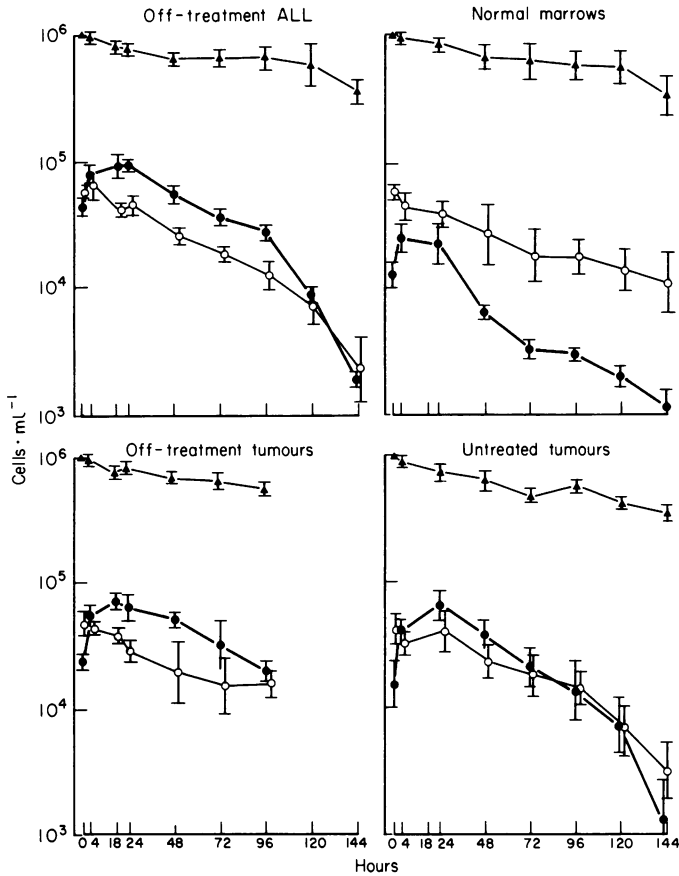 Off-treatment ALL
Normal marrows
10⁶
10⁵
10⁴
10³
Off-treatment tumours
Untreated tumours
Cells·ml⁻¹
10⁶
10⁵
10⁴
10³
0 4 18 24 48 72 96 120 144
0 4 18 24 48 72 96 120 144
Hours